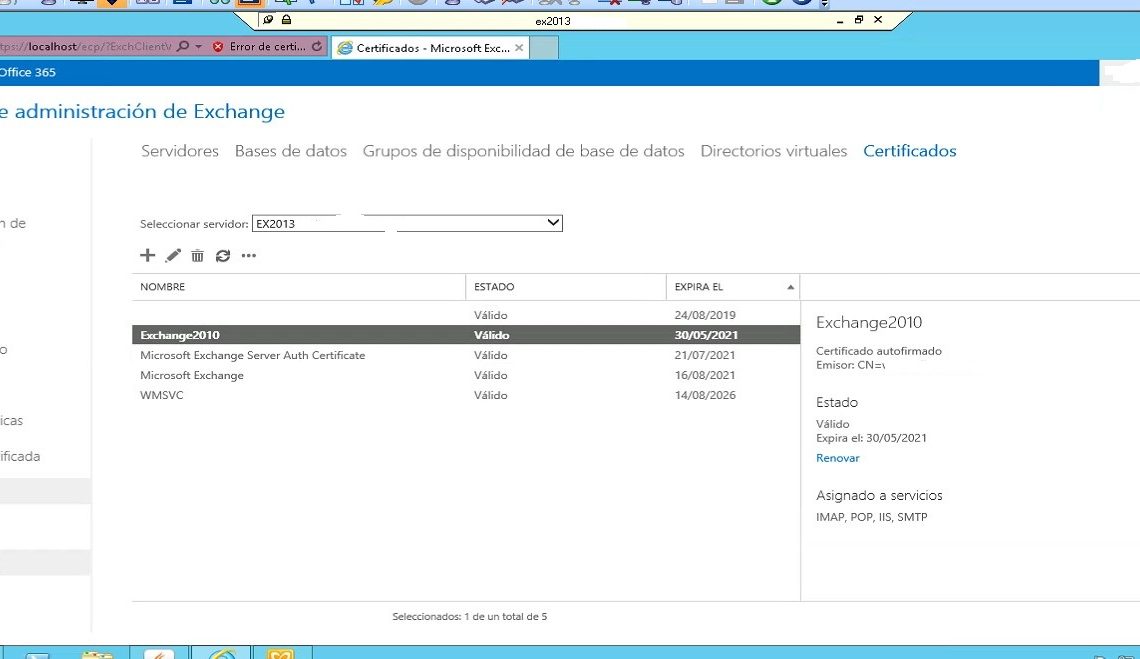 ex2013
tps://localhost/ecp/?ExchClientV
Error de certi...
Certificados - Microsoft Exc...
Office 365
e administración de Exchange
Servidores Bases de datos Grupos de disponibilidad de base de datos Directorios virtuales Certificados
n de
o
icas
ificada
Seleccionar servidor: EX2013
NOMBRE ESTADO EXPIRA EL
Válido 24/08/2019
Exchange2010 Válido 30/05/2021
Microsoft Exchange Server Auth Certificate Válido 21/07/2021
Microsoft Exchange Válido 16/08/2021
WMSVC Válido 14/08/2026
Exchange2010
Certificado autofirmado
Emisor: CN=
Estado
Válido
Expira el: 30/05/2021
Renovar
Asignado a servicios
IMAP, POP, IIS, SMTP
Seleccionados: 1 de un total de 5